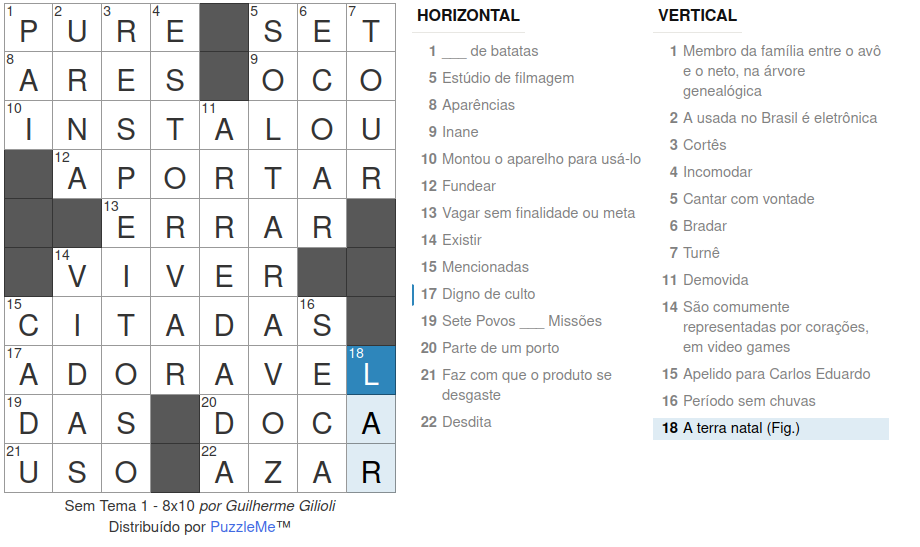 1 P 2 U 3 R 4 E 5 S 6 E 7 T
8 A R E S 9 O C O
10 I N S T 11 A L O U
12 A P O R T A R
13 E R R A R
14 V I V E R
15 C I T A D A 16 S
17 A D O R A V E 18 L
19 D A S 20 D O C A
21 U S O 22 A Z A R
Sem Tema 1 - 8x10 por Guilherme Gilioli
Distribuído por PuzzleMe™
HORIZONTAL
1 ___ de batatas
5 Estúdio de filmagem
8 Aparências
9 Inane
10 Montou o aparelho para usá-lo
12 Fundear
13 Vagar sem finalidade ou meta
14 Existir
15 Mencionadas
17 Digno de culto
19 Sete Povos ___ Missões
20 Parte de um porto
21 Faz com que o produto se
desgaste
22 Desdita
VERTICAL
1 Membro da família entre o avô
e o neto, na árvore
genealógica
2 A usada no Brasil é eletrônica
3 Cortês
4 Incomodar
5 Cantar com vontade
6 Bradar
7 Turnê
11 Demovida
14 São comumente
representadas por corações,
em video games
15 Apelido para Carlos Eduardo
16 Período sem chuvas
18 A terra natal (Fig.)